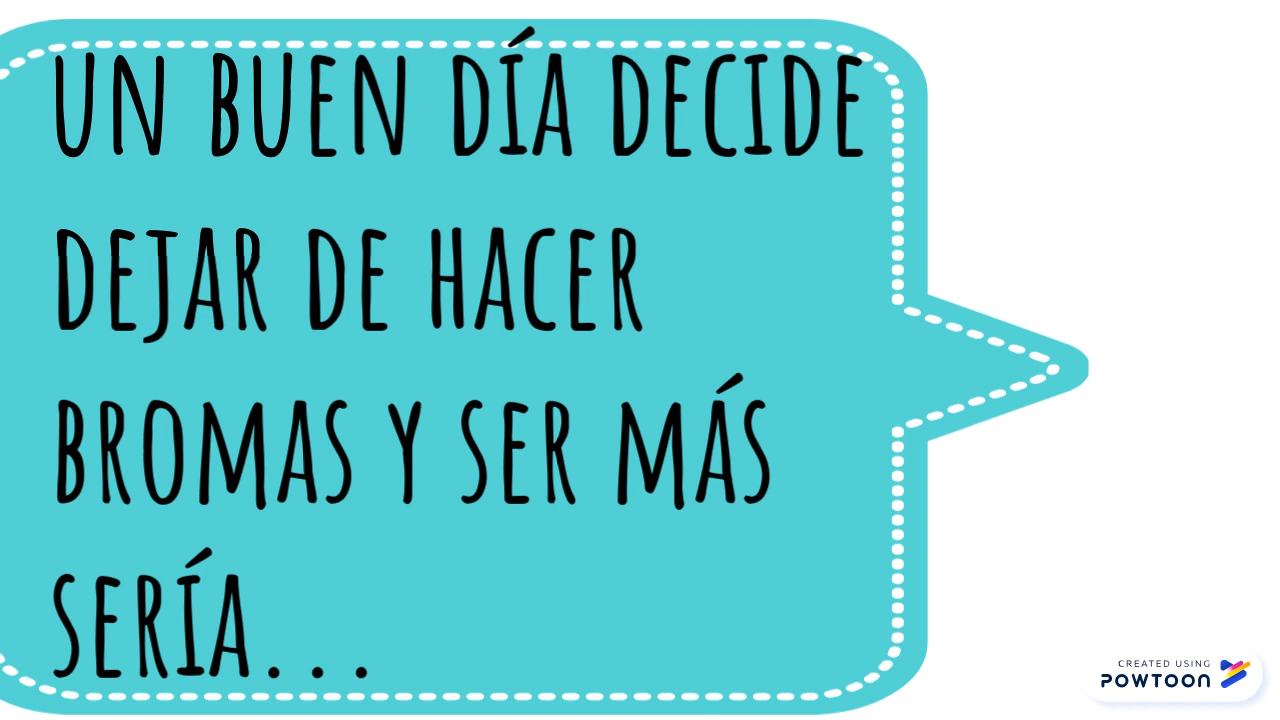 UN BUEN DÍA DECIDE
DEJAR DE HACER
BROMAS Y SER MÁS
SERÍA...
CREATED USING
POWTOON